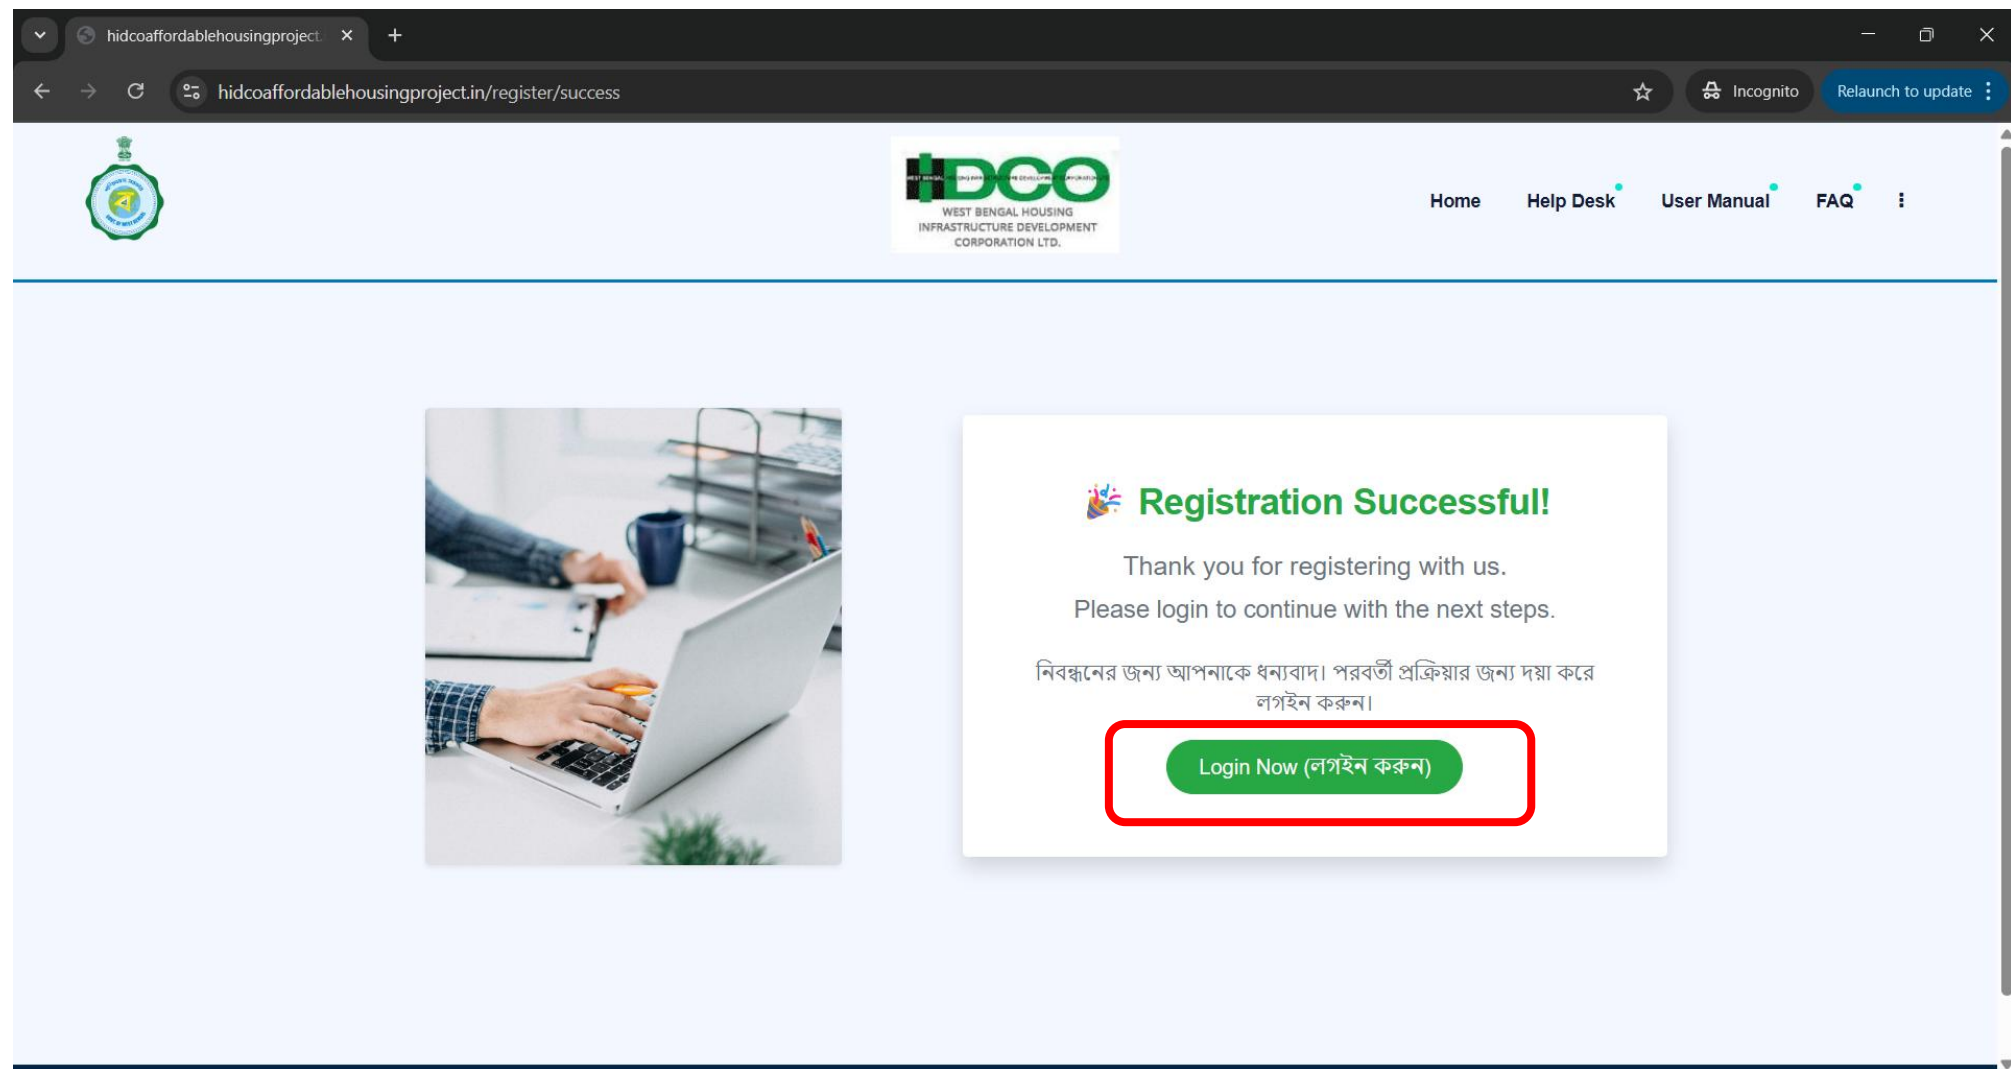 hidcoaffordablehousingproject.
hidcoaffordablehousingproject.in/register/success
Incognito
Relaunch to update
HIDCO
WEST BENGAL HOUSING
INFRASTRUCTURE DEVELOPMENT
CORPORATION LTD.
Home
Help Desk
User Manual
FAQ
🎉 Registration Successful!
Thank you for registering with us.
Please login to continue with the next steps.
নিবন্ধনের জন্য আপনাকে ধন্যবাদ। পরবর্তী প্রক্রিয়ার জন্য দয়া করে
লগইন করুন।
Login Now (লগইন করুন)